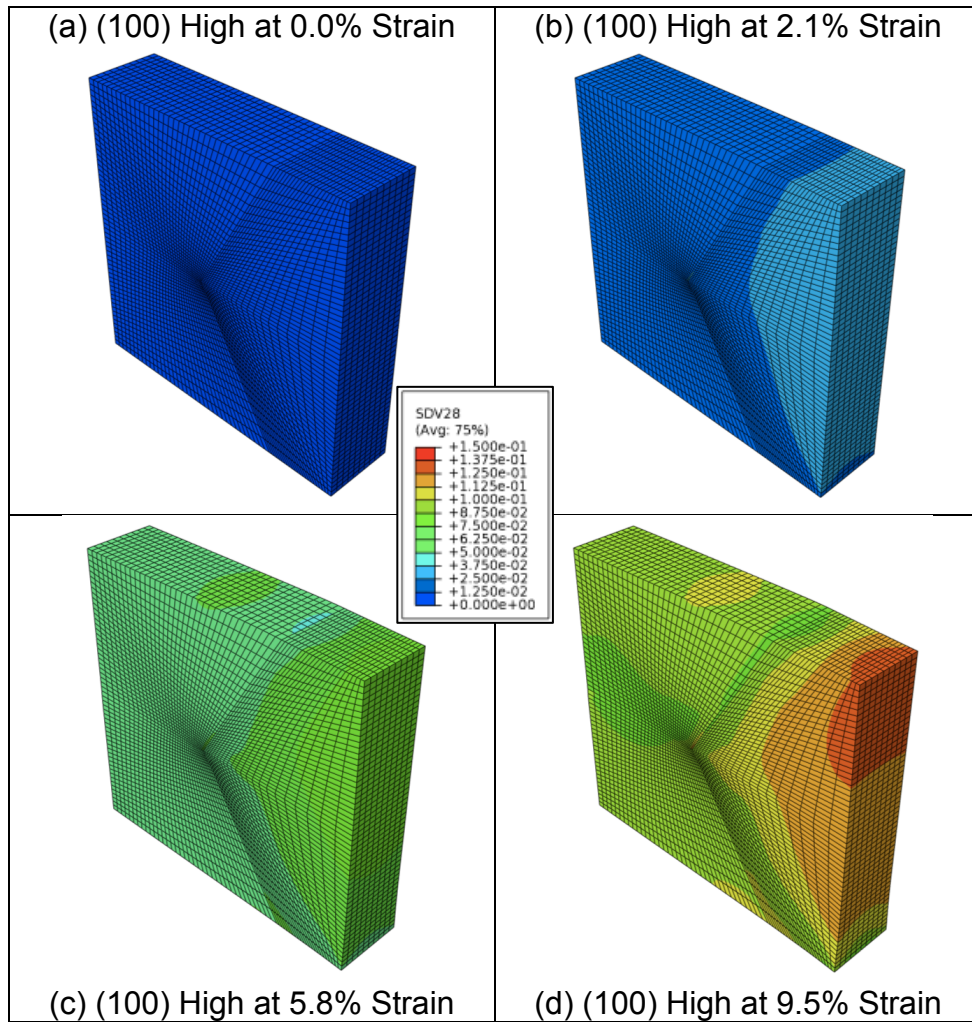 (a) (100) High at 0.0% Strain
(b) (100) High at 2.1% Strain
SDV28
(Avg: 75%)
+1.500e-01
+1.375e-01
+1.250e-01
+1.125e-01
+1.000e-01
+8.750e-02
+7.500e-02
+6.250e-02
+5.000e-02
+3.750e-02
+2.500e-02
+1.250e-02
+0.000e+00
(c) (100) High at 5.8% Strain
(d) (100) High at 9.5% Strain